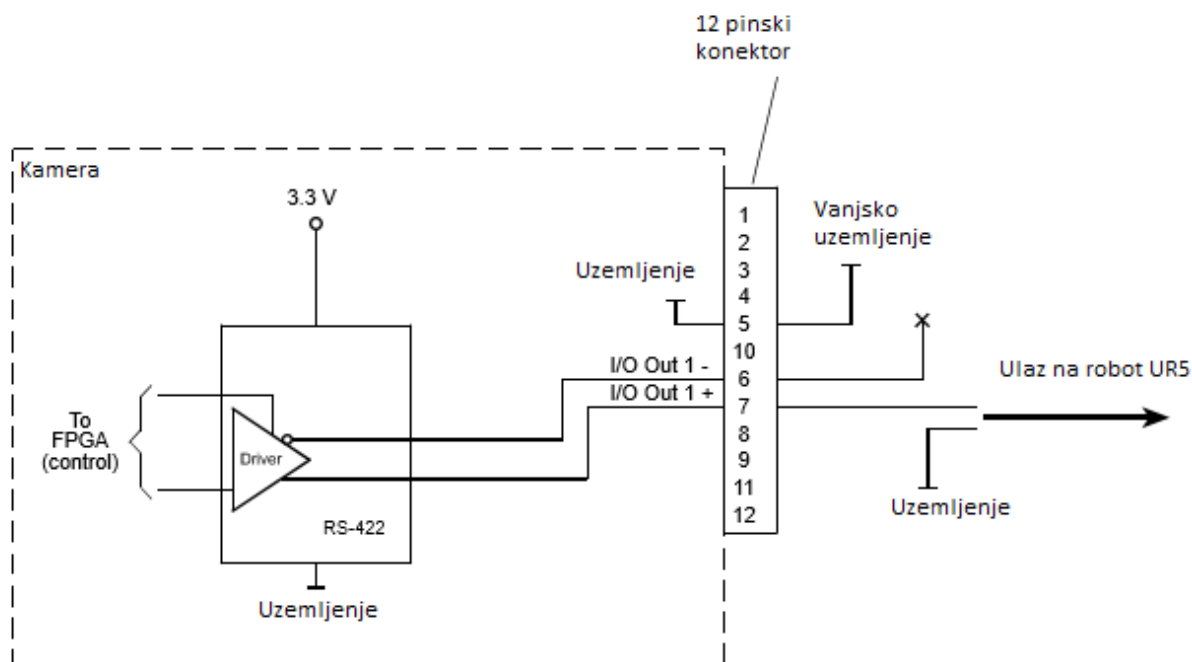 12 pinski
konektor
Kamera
3.3 V
1
2
3
4
5
10
6
7
8
9
11
12
Vanjsko
uzemljenje
Uzemljenje
I/O Out 1 -
I/O Out 1 +
Ulaz na robot UR5
To
FPGA
(control)
Driver
RS-422
Uzemljenje
Uzemljenje